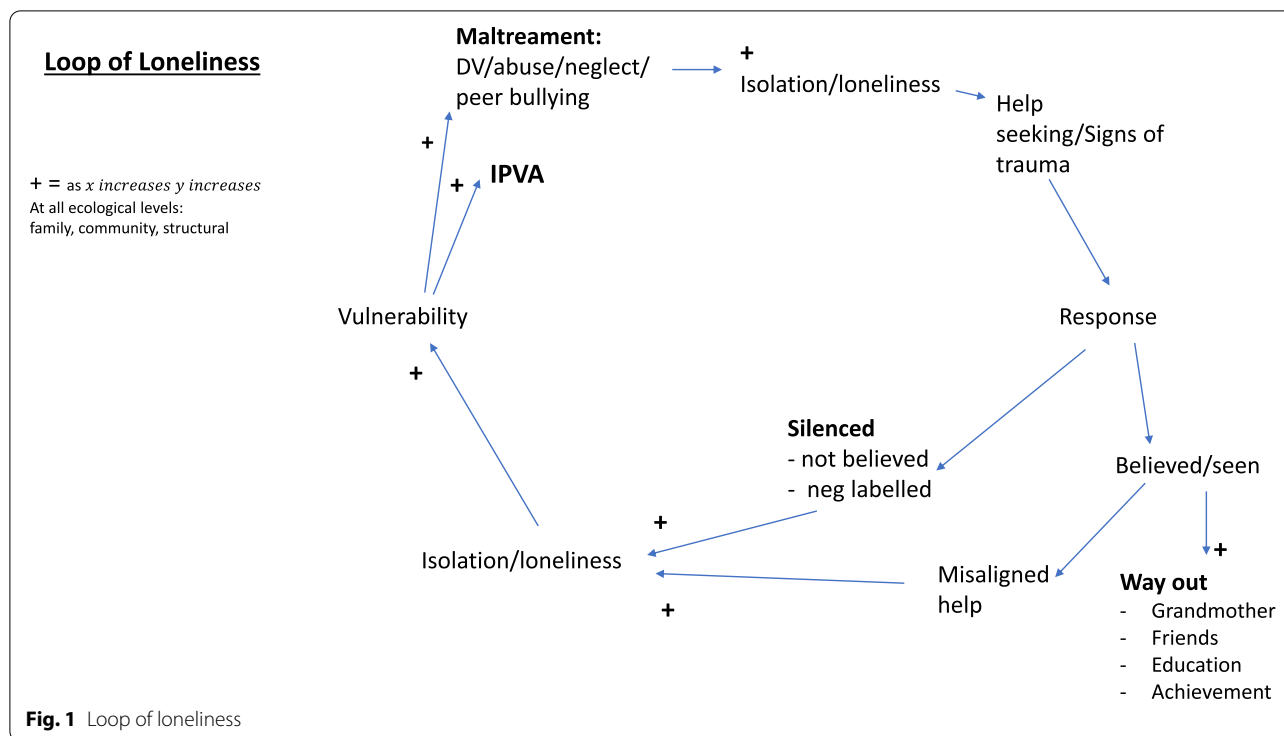 Loop of Loneliness
+ = as x increases y increases
At all ecological levels:
family, community, structural
Maltreament:
DV/abuse/neglect/
peer bullying
+
Isolation/loneliness
Help
seeking/Signs of
trauma
+
+
IPVA
Vulnerability
Response
+
Silenced
- not believed
- neg labelled
Believed/seen
+
Isolation/loneliness
+
Misaligned
help
+
Way out
- Grandmother
- Friends
- Education
- Achievement
Fig. 1 Loop of loneliness